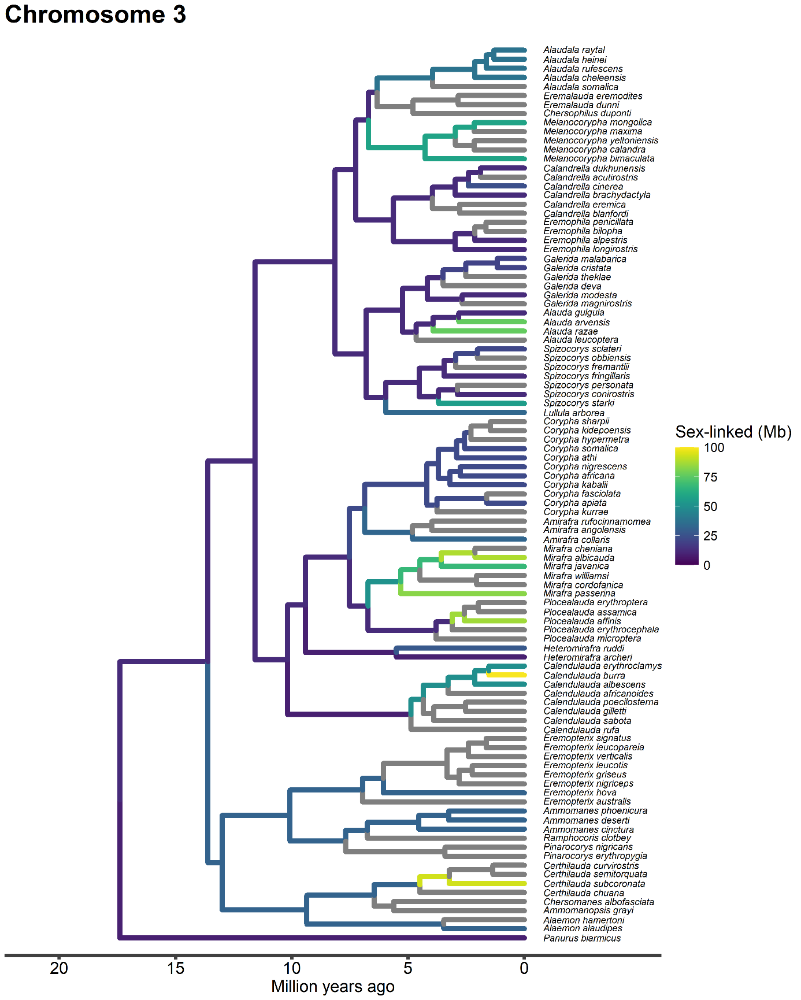 Chromosome 3
Alaudala raytal
Alaudala heinei
Alaudala rufescens
Alaudala cheleensis
Alaudala somalica
Eremalauda eremodites
Eremalauda dunni
Chersophilus duponti
Melanocorypha mongolica
Melanocorypha maxima
Melanocorypha yeltoniensis
Melanocorypha calandra
Melanocorypha bimaculata
Calandrella dukhunensis
Calandrella acutirostris
Calandrella cinerea
Calandrella brachydactyla
Calandrella eremica
Calandrella blanfordi
Eremophila penicillata
Eremophila bilopha
Eremophila alpestris
Eremophila longirostris
Galerida malabarica
Galerida cristata
Galerida theklae
Galerida deva
Galerida modesta
Galerida magnirostris
Alauda gulgula
Alauda arvensis
Alauda razae
Alauda leucoptera
Spizocorys sclateri
Spizocorys obbiensis
Spizocorys fremantlii
Spizocorys fringillaris
Spizocorys personata
Spizocorys conirostris
Spizocorys starki
Lullula arborea
Corypha sharpii
Corypha kidepoensis
Corypha hypermetra
Corypha somalica
Corypha athi
Corypha nigrescens
Corypha africana
Corypha kabalii
Corypha fasciolata
Corypha apiata
Corypha kurrae
Amirafra rufocinnamomea
Amirafra angolensis
Amirafra collaris
Mirafra cheniana
Mirafra albicauda
Mirafra javanica
Mirafra williamsi
Mirafra cordofanica
Mirafra passerina
Plocealauda erythroptera
Plocealauda assamica
Plocealauda affinis
Plocealauda erythrocephala
Plocealauda microptera
Heteromirafra ruddi
Heteromirafra archeri
Calendulauda erythroclamys
Calendulauda burra
Calendulauda albescens
Calendulauda africanoides
Calendulauda poecilosterna
Calendulauda gilletti
Calendulauda sabota
Calendulauda rufa
Eremopterix signatus
Eremopterix leucopareia
Eremopterix verticalis
Eremopterix leucotis
Eremopterix griseus
Eremopterix nigriceps
Eremopterix hova
Eremopterix australis
Ammomanes phoenicura
Ammomanes deserti
Ammomanes cinctura
Ramphocoris clotbey
Pinarocorys nigricans
Pinarocorys erythropygia
Certhilauda curvirostris
Certhilauda semitorquata
Certhilauda subcoronata
Certhilauda chuana
Chersomanes albofasciata
Ammomanopsis grayi
Alaemon hamertoni
Alaemon alaudipes
Panurus biarmicus
Sex-linked (Mb)
100
75
50
25
0
20 15 10 5 0
Million years ago